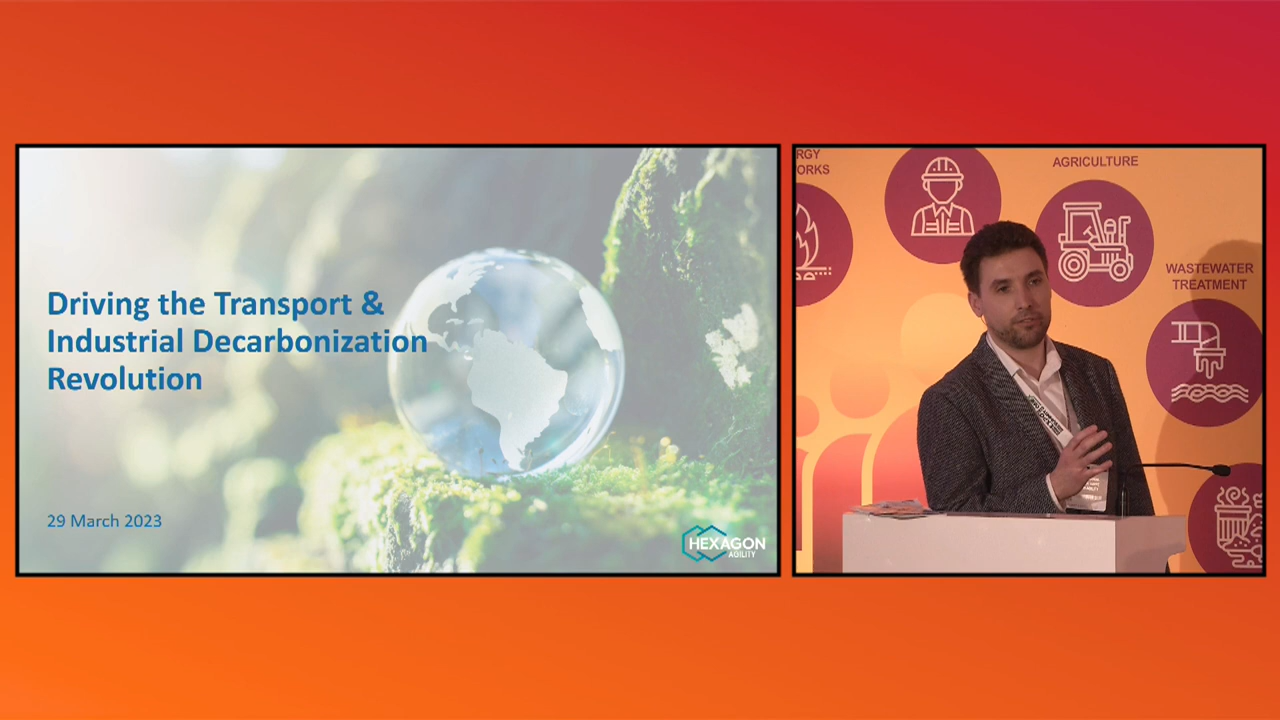 Driving the Transport &
Industrial Decarbonization
Revolution
29 March 2023
HEXAGON
AGILITY
RGY
ORKS
AGRICULTURE
WASTEWATER
TREATMENT